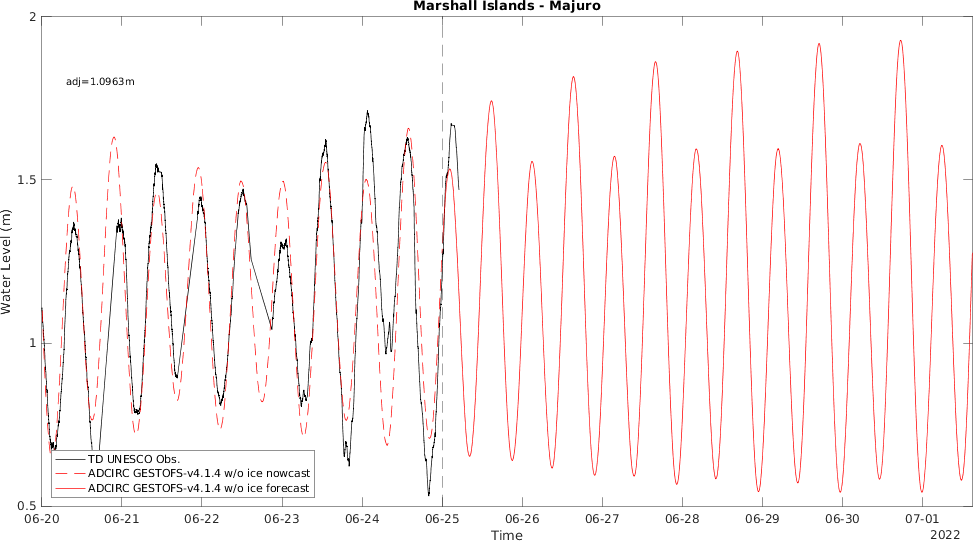 Marshall Islands - Majuro
2
adj=1.0963m
1.5
Water Level (m)
1
TD UNESCO Obs.
ADCIRC GESTOFS-v4.1.4 w/o ice nowcast
ADCIRC GESTOFS-v4.1.4 w/o ice forecast
0.5
06-20 06-21 06-22 06-23 06-24 06-25 06-26 06-27 06-28 06-29 06-30 07-01
Time
2022